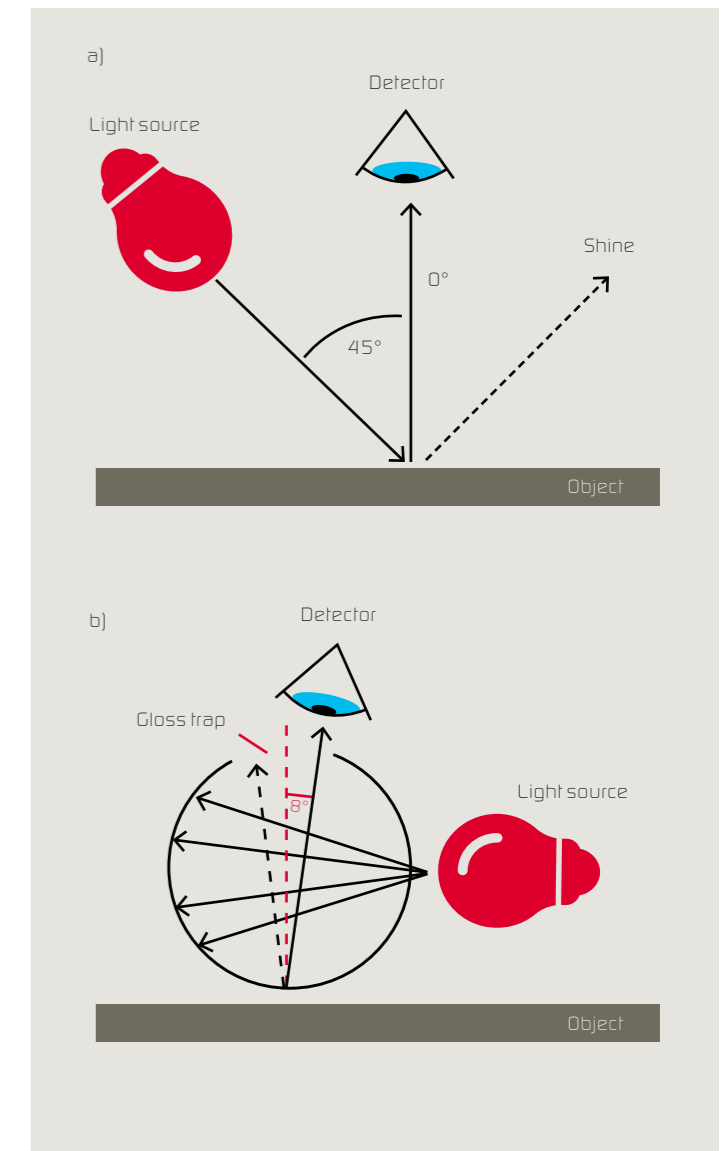 a)
Detector
Light source
Shine
0°
45°
Object
b)
Detector
Gloss trap
Light source
8°
Object